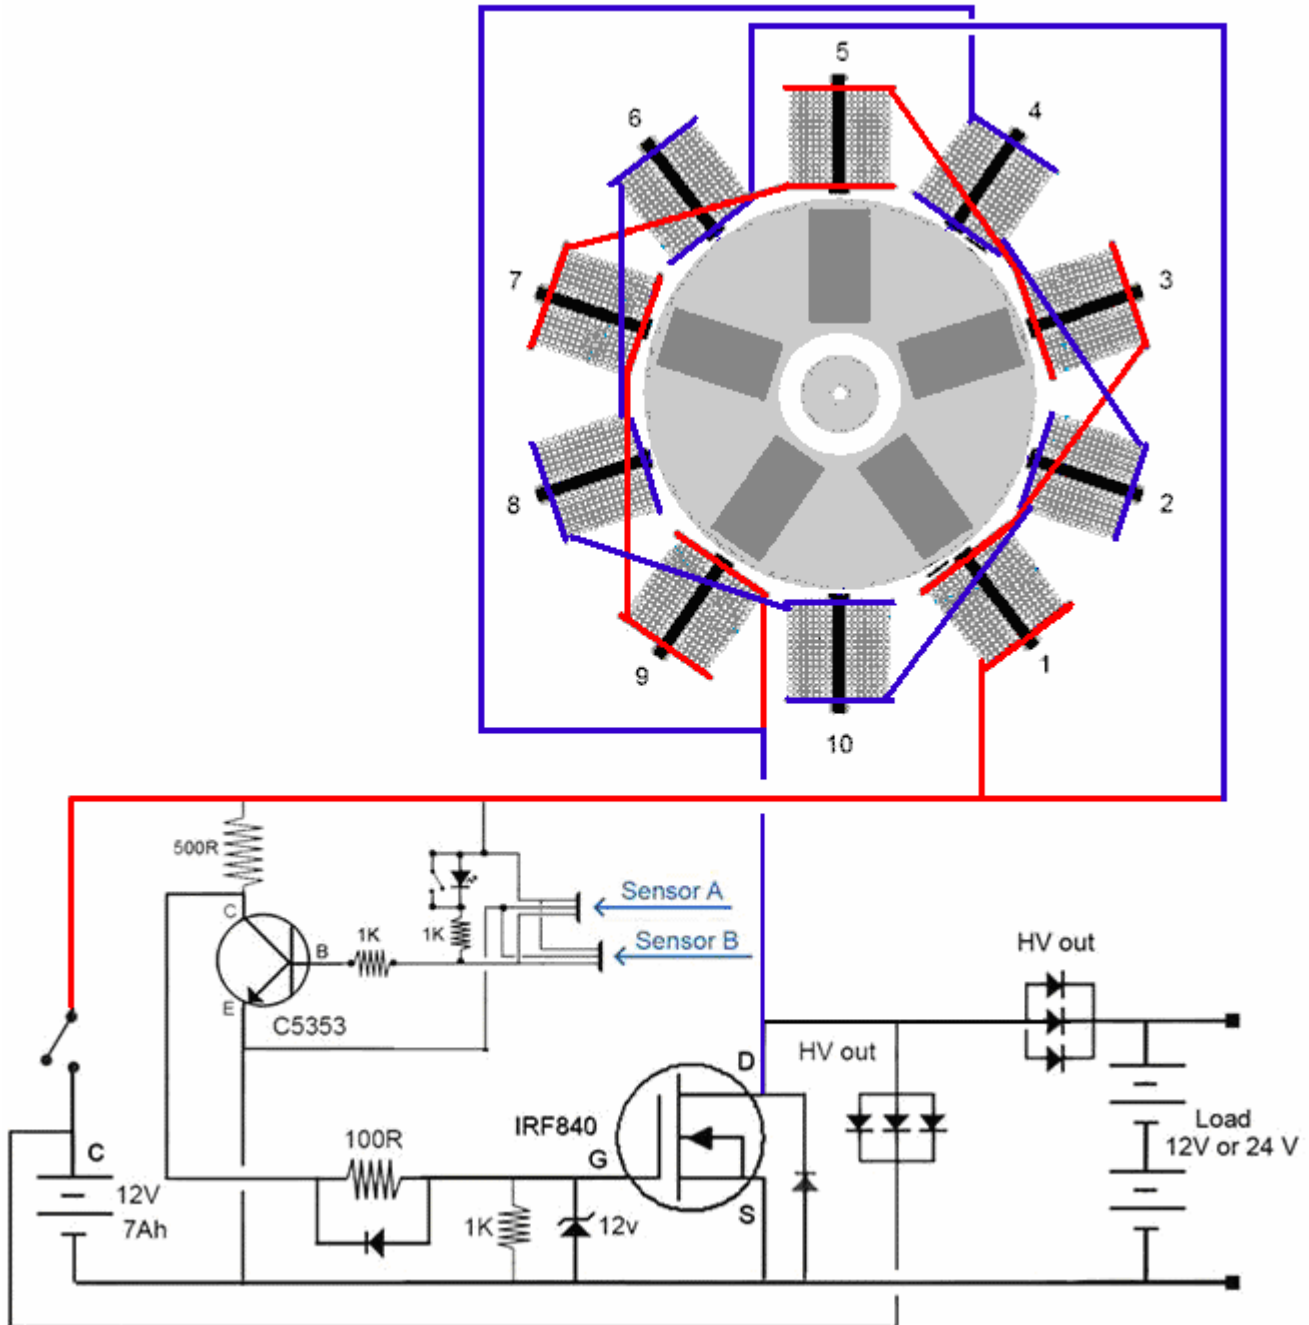 5
4
6
3
7
2
8
1
9
10
500R
C
Sensor A
1K
1K
B
Sensor B
HV out
E
C5353
HV out
D
IRF840
100R
Load
C
G
12V or 24 V
12V
7Ah
1K
12v
S